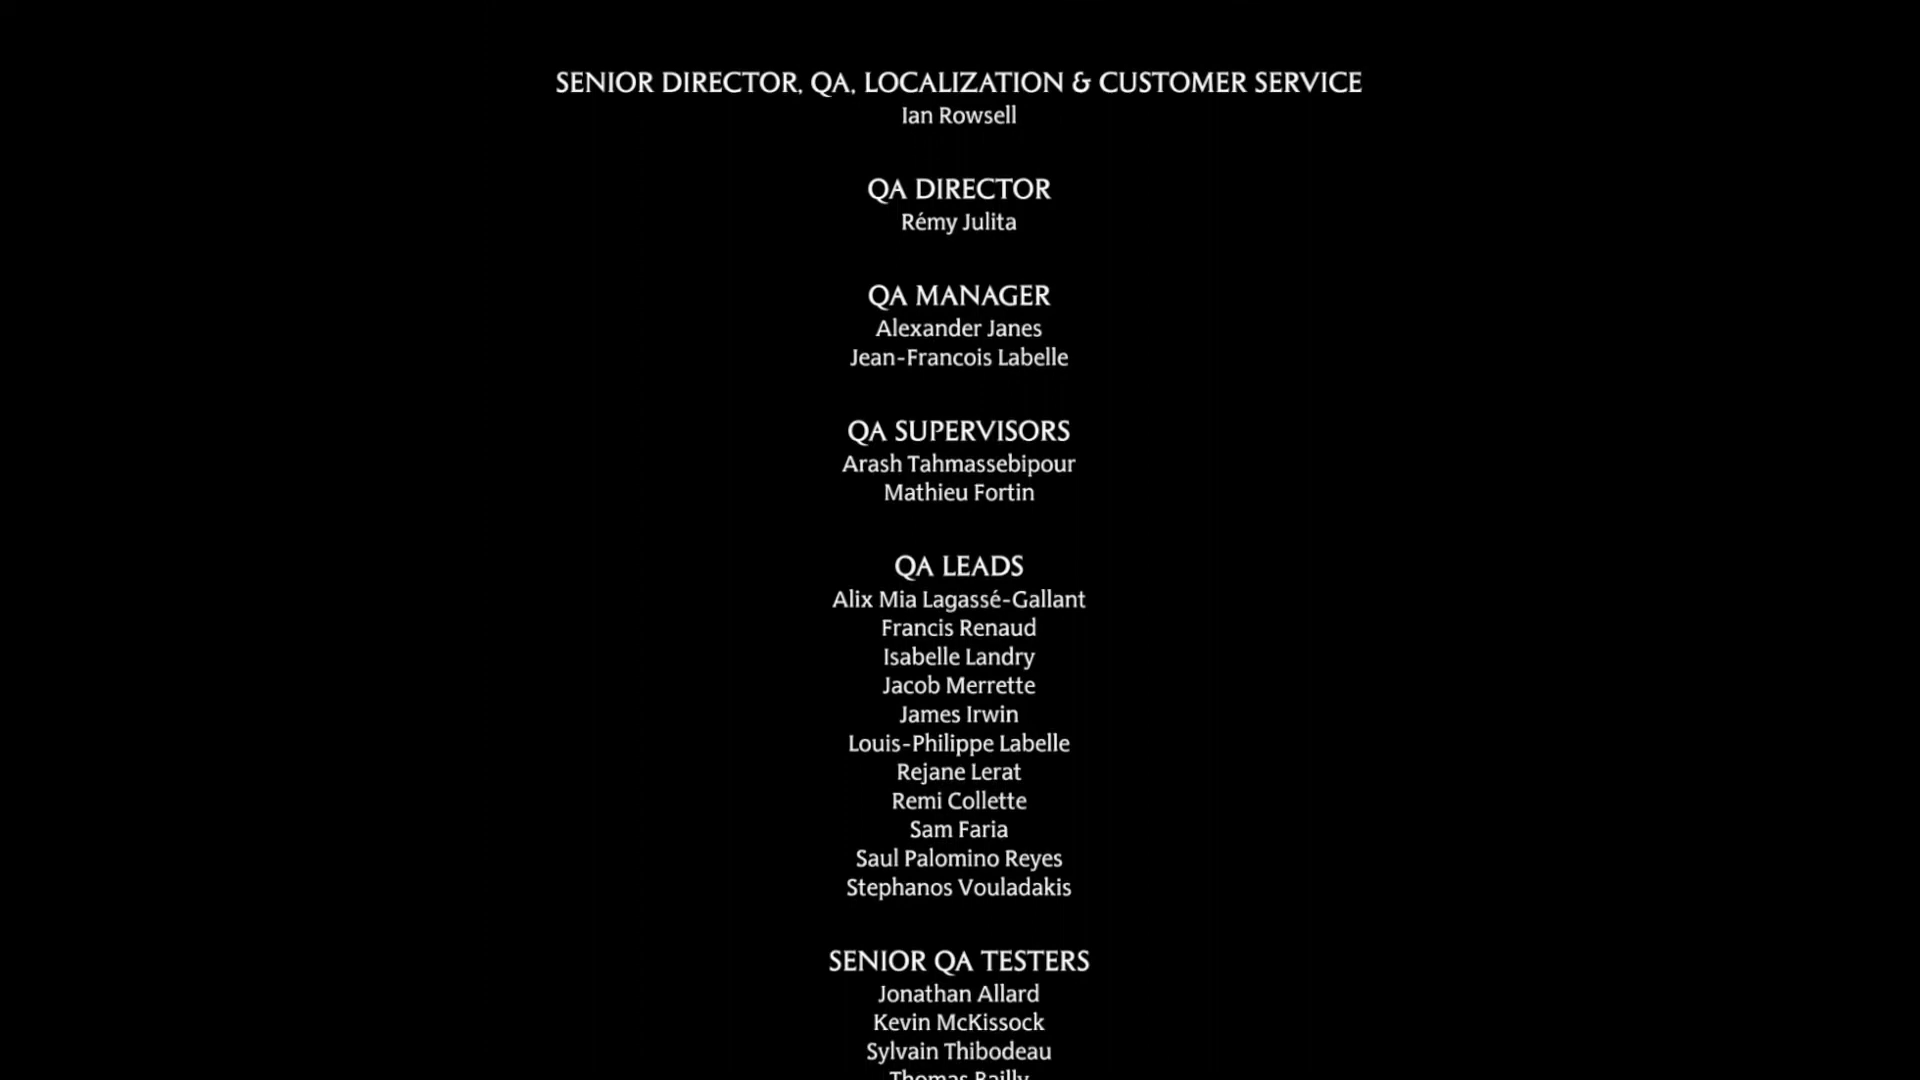 SENIOR DIRECTOR, QA, LOCALIZATION & CUSTOMER SERVICE
Ian Rowsell
QA DIRECTOR
Rémy Julita
QA MANAGER
Alexander Janes
Jean-Francois Labelle
QA SUPERVISORS
Arash Tahmassebipour
Mathieu Fortin
QA LEADS
Alix Mia Lagassé-Gallant
Francis Renaud
Isabelle Landry
Jacob Merrette
James Irwin
Louis-Philippe Labelle
Rejane Lerat
Remi Collette
Sam Faria
Saul Palomino Reyes
Stephanos Vouladakis
SENIOR QA TESTERS
Jonathan Allard
Kevin McKissock
Sylvain Thibodeau
Thomas